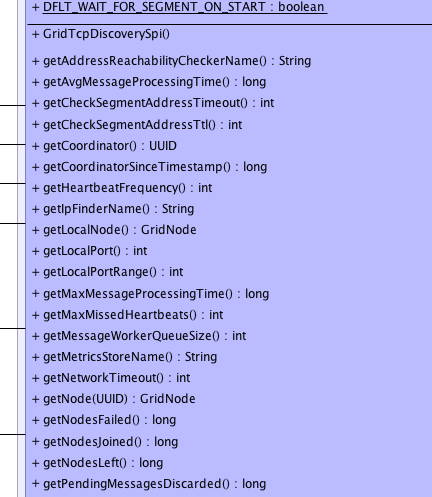 + DFLT_WAIT_FOR_SEGMENT_ON_START : boolean
+ GridTcpDiscoverySpi()
+ getAddressReachabilityCheckerName() : String
+ getAvgMessageProcessingTime() : long
+ getCheckSegmentAddressTimeout() : int
+ getCheckSegmentAddressTtl() : int
+ getCoordinator() : UUID
+ getCoordinatorSinceTimestamp() : long
+ getHeartbeatFrequency() : int
+ getIpFinderName() : String
+ getLocalNode() : GridNode
+ getLocalPort() : int
+ getLocalPortRange() : int
+ getMaxMessageProcessingTime() : long
+ getMaxMissedHeartbeats() : int
+ getMessageWorkerQueueSize() : int
+ getMetricsStoreName() : String
+ getNetworkTimeout() : int
+ getNode(UUID) : GridNode
+ getNodesFailed() : long
+ getNodesJoined() : long
+ getNodesLeft() : long
+ getPendingMessagesDiscarded() : long